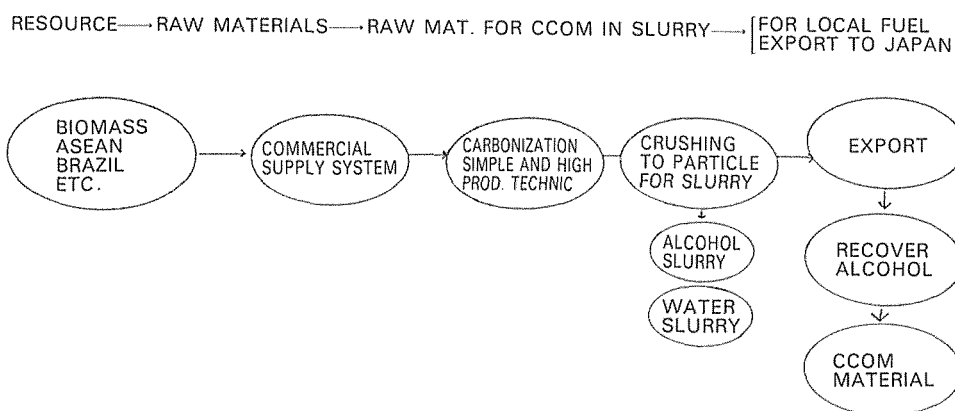 RESOURCE → RAW MATERIALS → RAW MAT. FOR CCOM IN SLURRY → [FOR LOCAL FUEL
EXPORT TO JAPAN
BIOMASS
ASEAN
BRAZIL
ETC.
COMMERCIAL
SUPPLY SYSTEM
CARBONIZATION
SIMPLE AND HIGH
PROD. TECHNIC
CRUSHING
TO PARTICLE
FOR SLURRY
EXPORT
ALCOHOL
SLURRY
WATER
SLURRY
RECOVER
ALCOHOL
CCOM
MATERIAL